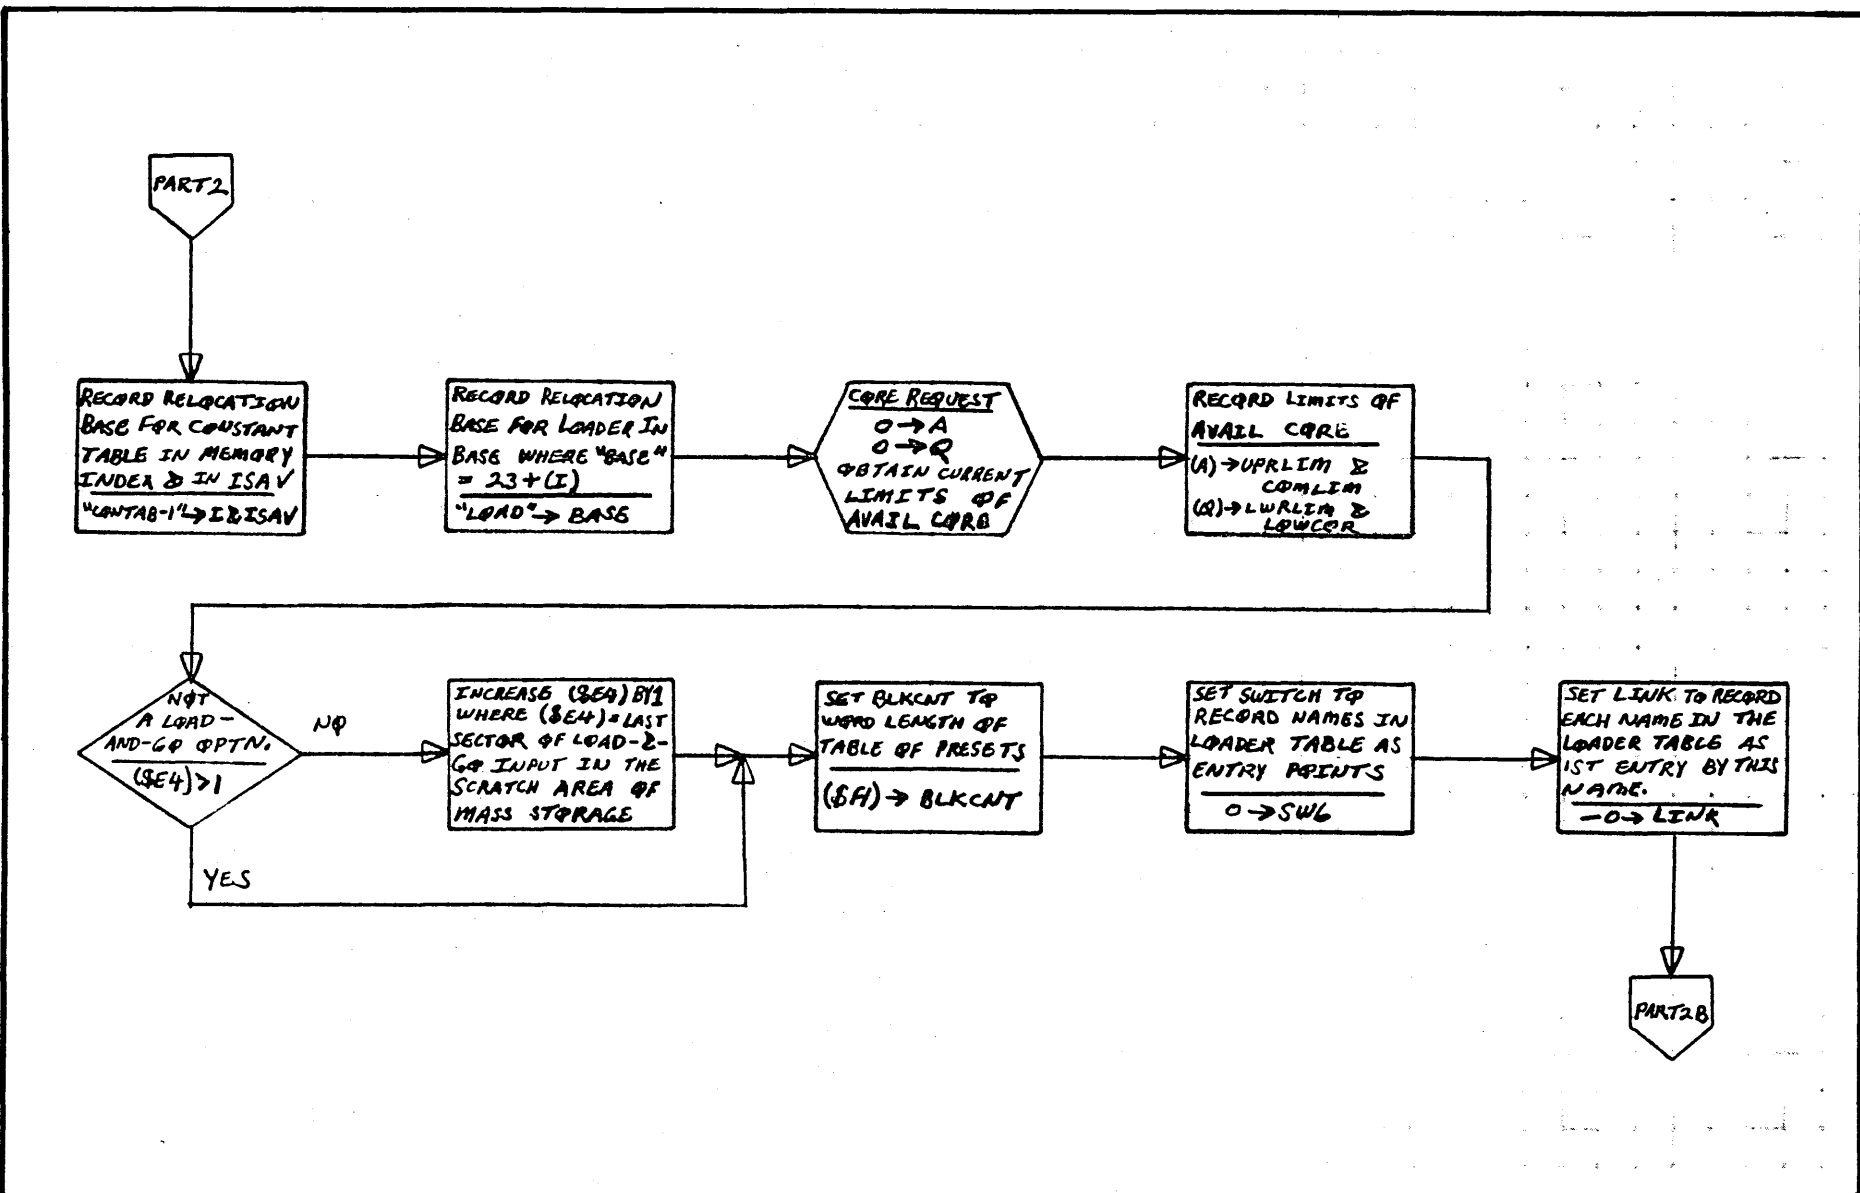 PART2
RECORD RELOCATION
BASE FOR CONSTANT
TABLE IN MEMORY
INDEX & IN ISAV
"CONTAB-1"→I&ISAV
RECORD RELOCATION
BASE FOR LOADER IN
BASE WHERE "BASE"
= 23+(I)
"LOAD"→ BASE
CORE REQUEST
0→A
0→Q
OBTAIN CURRENT
LIMITS OF
AVAIL CORE
RECORD LIMITS OF
AVAIL CORE
(A)→UPRLIM &
COMLIM
(Q)→LWRLIM &
LOWCOR
NOT
A LOAD-
AND-GO OPTN.
($E4)>1
NO
YES
INCREASE ($E4) BY1
WHERE ($E4)=LAST
SECTOR OF LOAD-&-
GO INPUT IN THE
SCRATCH AREA OF
MASS STORAGE
SET BLKCNT TO
WORD LENGTH OF
TABLE OF PRESETS
→ BLKCNT
SET SWITCH TO
RECORD NAMES IN
LOADER TABLE AS
ENTRY POINTS
0→SW6
SET LINK TO RECORD
EACH NAME IN THE
LOADER TABLE AS
1ST ENTRY BY THIS
NAME.
-0→ LINK
PART2B